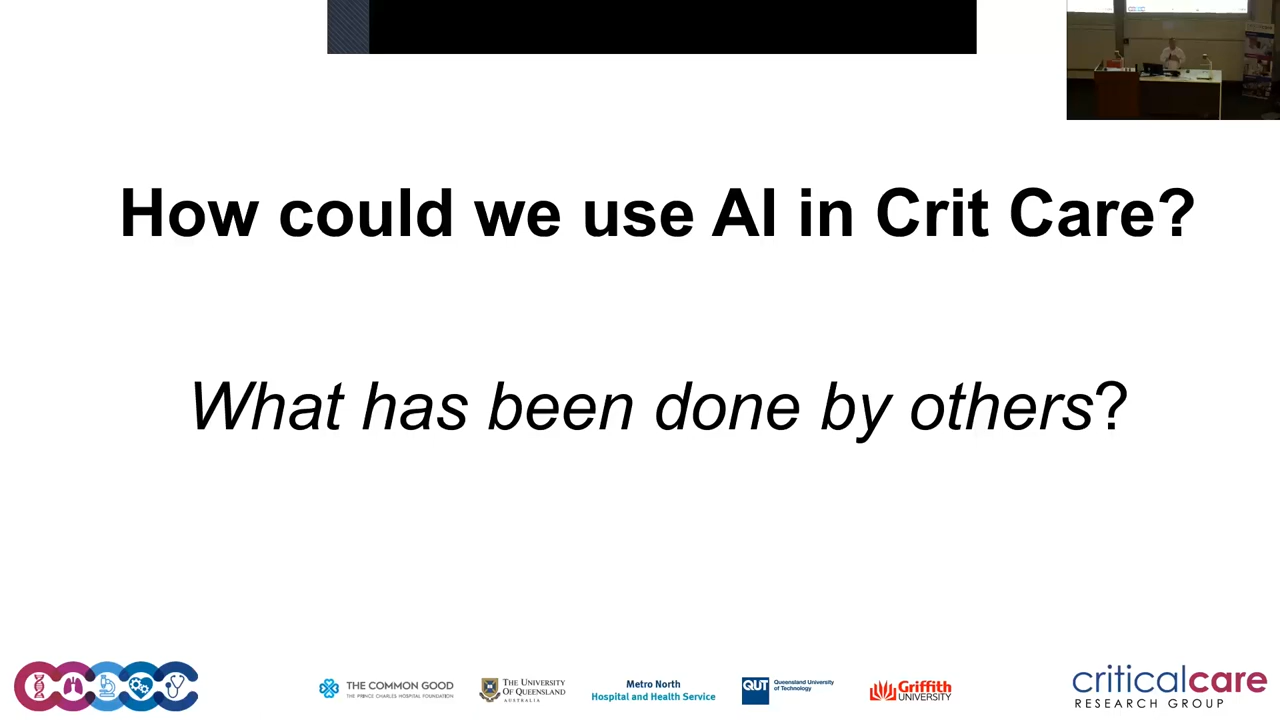 How could we use AI in Crit Care?
What has been done by others?
THE COMMON GOOD
THE PRINCE CHARLES HOSPITAL FOUNDATION
THE UNIVERSITY
OF QUEENSLAND
AUSTRALIA
Metro North
Hospital and Health Service
QUT
Queensland University
of Technology
Griffith
UNIVERSITY
criticalcare
RESEARCH GROUP